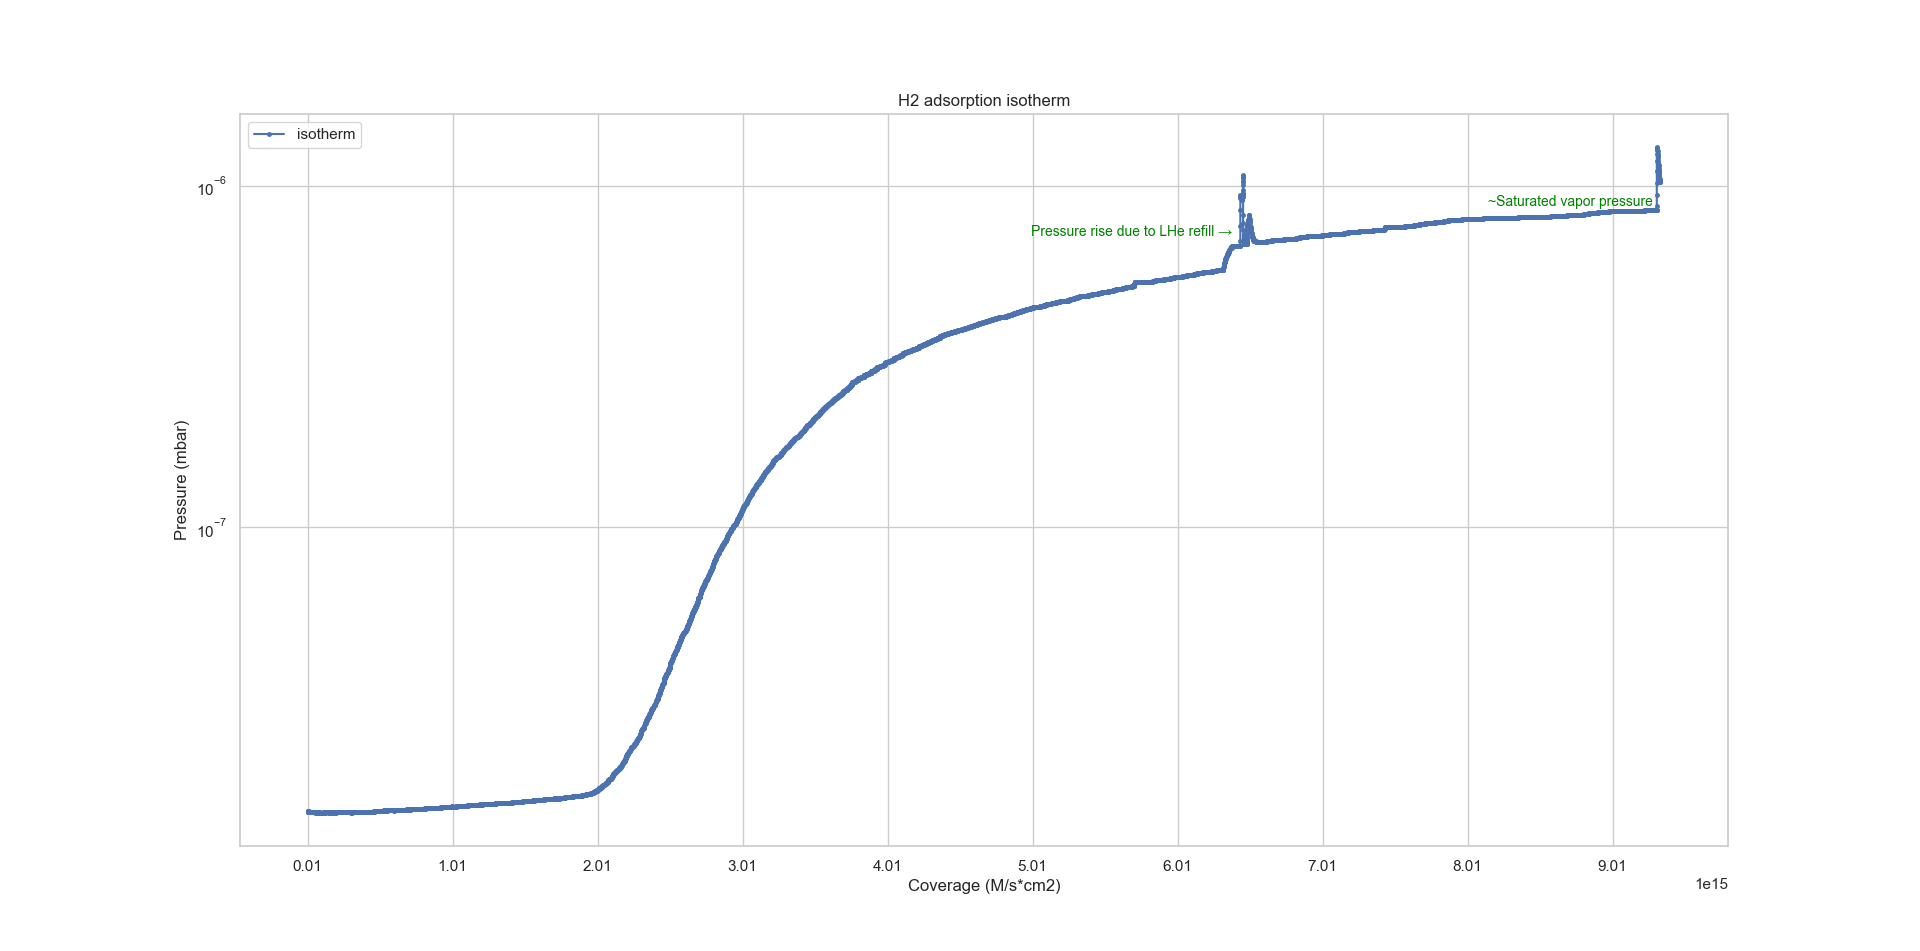 H2 adsorption isotherm
isotherm
10⁻⁶
10⁻⁷
Pressure (mbar)
Pressure rise due to LHe refill →
~Saturated vapor pressure
0.01 1.01 2.01 3.01 4.01 5.01 6.01 7.01 8.01 9.01
Coverage (M/s*cm2)
1e15